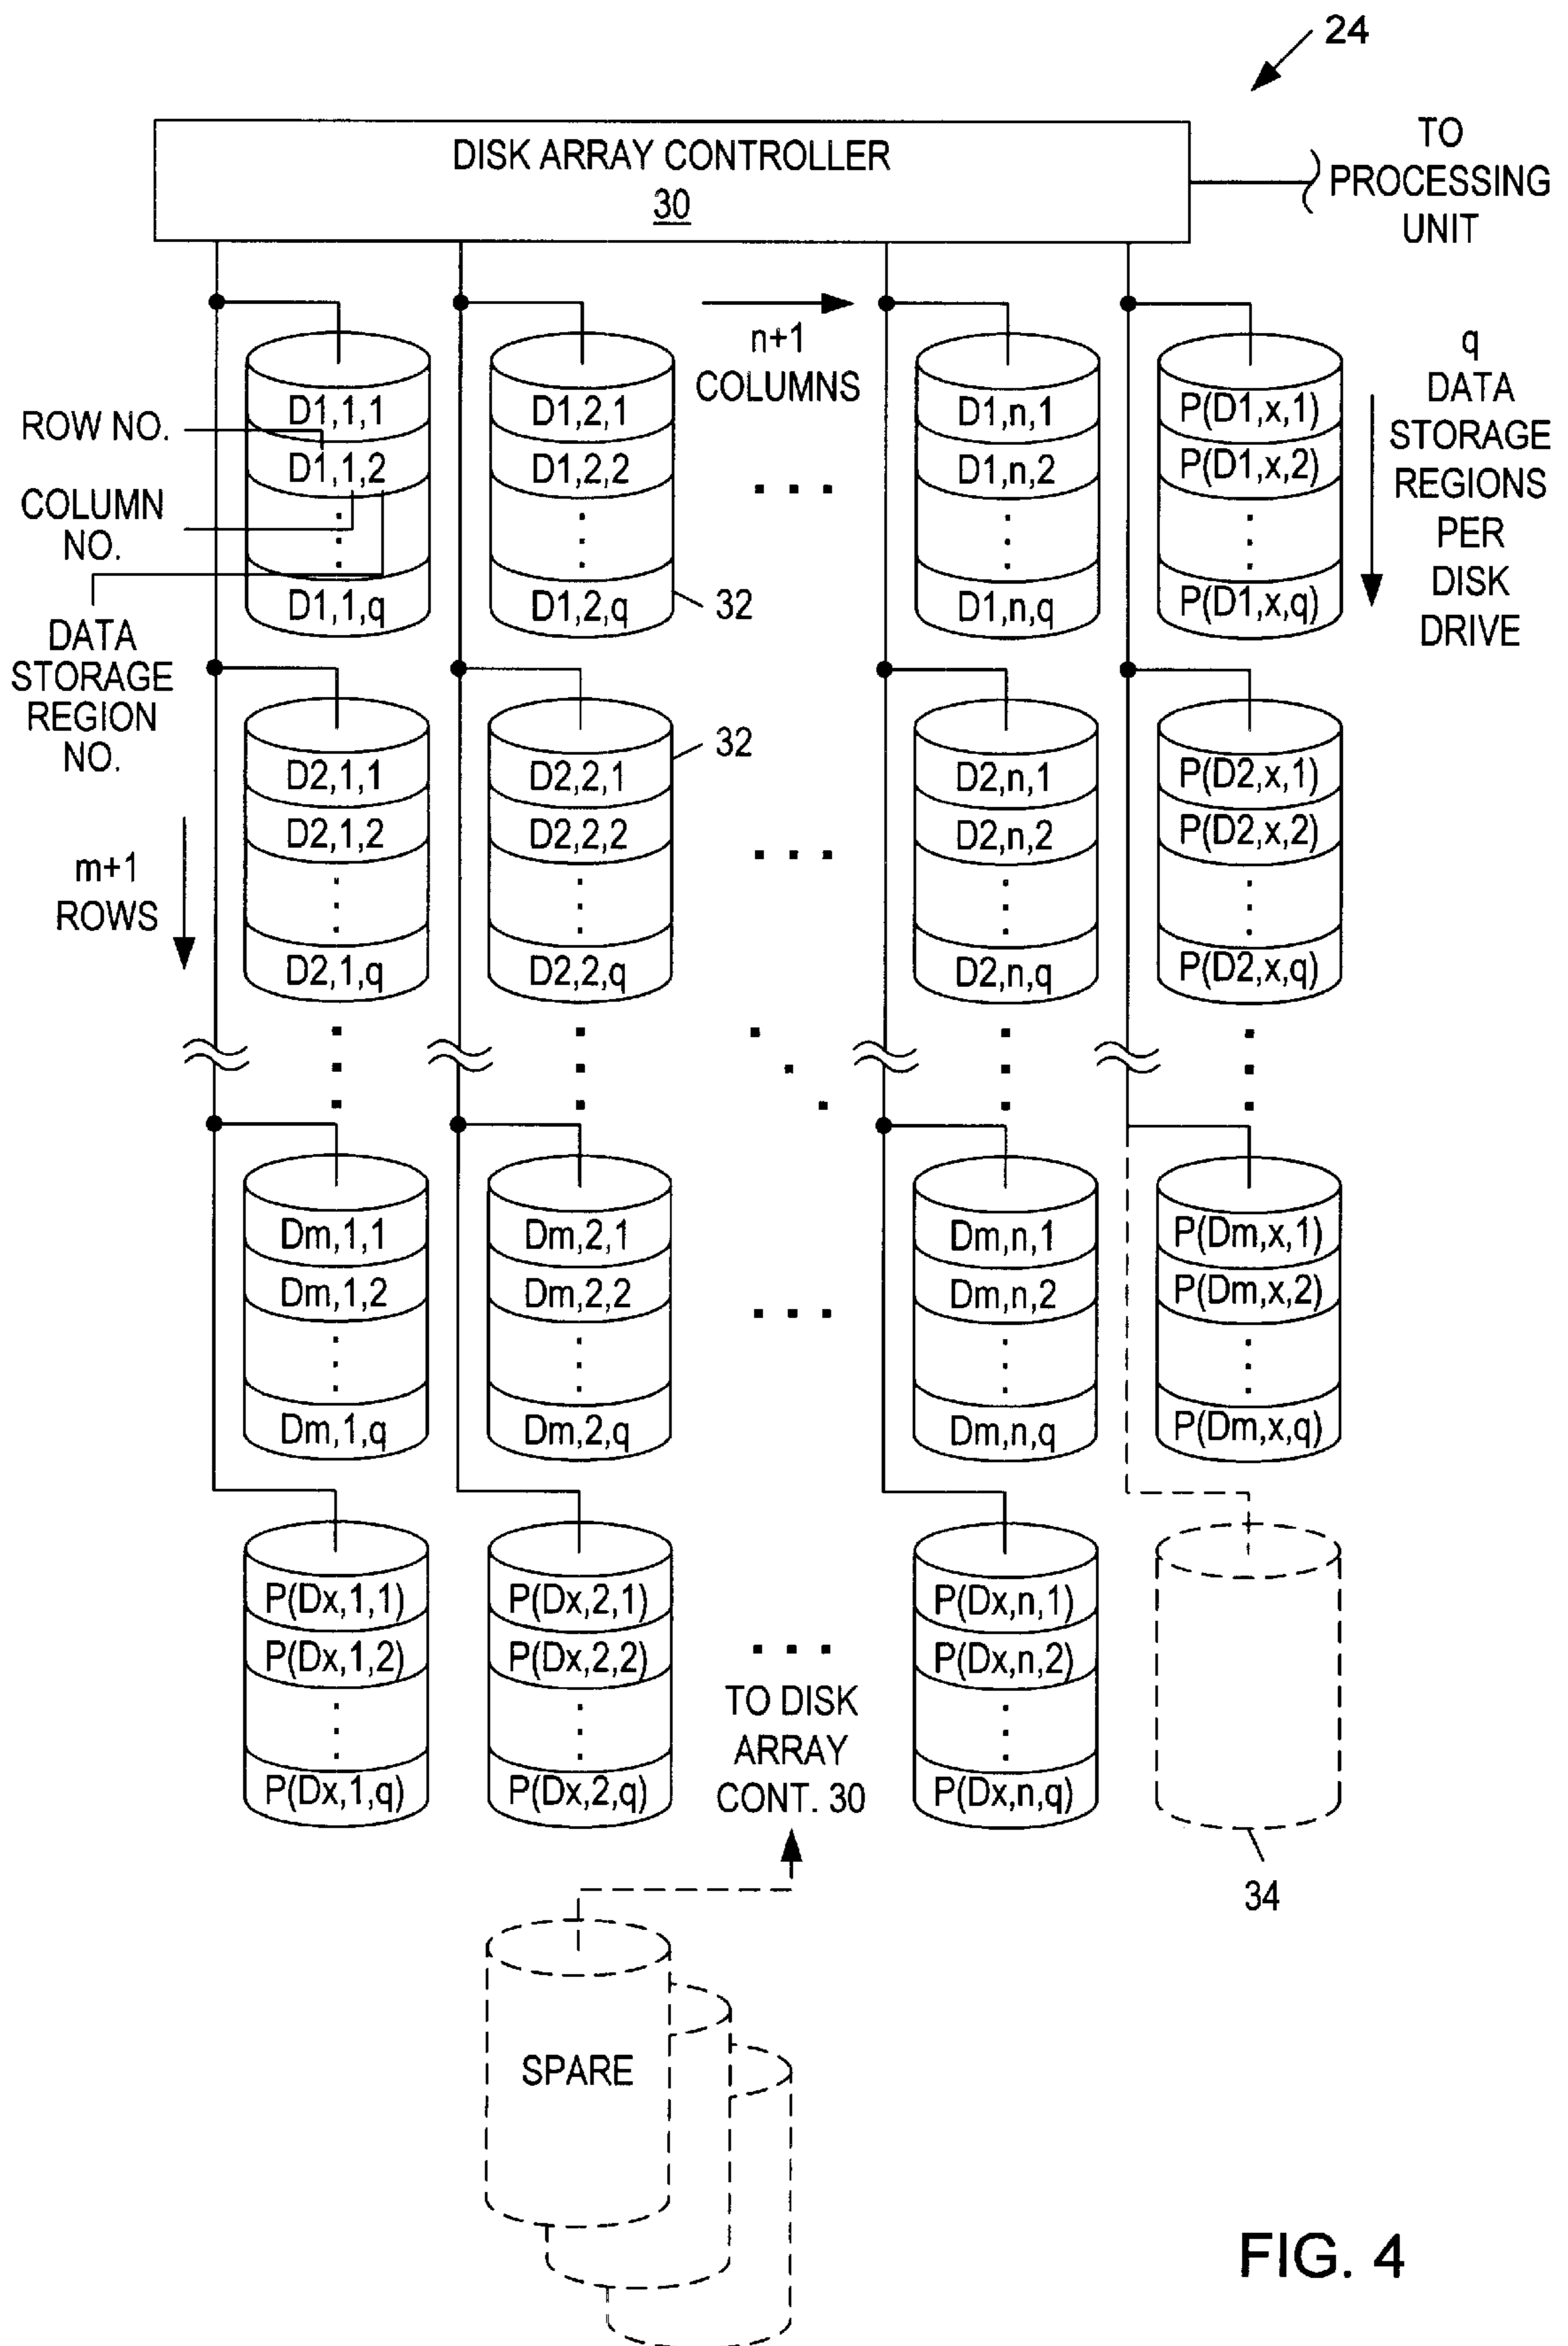 24
DISK ARRAY CONTROLLER
30
TO
PROCESSING
UNIT
n+1
COLUMNS
q
DATA
STORAGE
REGIONS
PER
DISK
DRIVE
ROW NO.
COLUMN
NO.
DATA
STORAGE
REGION
NO.
D1,1,1
D1,1,2
D1,1,q
D1,2,1
D1,2,2
D1,2,q
32
. . .
D1,n,1
D1,n,2
D1,n,q
P(D1,x,1)
P(D1,x,2)
P(D1,x,q)
m+1
ROWS
D2,1,1
D2,1,2
D2,1,q
32
D2,2,1
D2,2,2
D2,2,q
. . .
D2,n,1
D2,n,2
D2,n,q
P(D2,x,1)
P(D2,x,2)
P(D2,x,q)
Dm,1,1
Dm,1,2
Dm,1,q
Dm,2,1
Dm,2,2
Dm,2,q
. . .
Dm,n,1
Dm,n,2
Dm,n,q
P(Dm,x,1)
P(Dm,x,2)
P(Dm,x,q)
P(Dx,1,1)
P(Dx,1,2)
P(Dx,1,q)
P(Dx,2,1)
P(Dx,2,2)
P(Dx,2,q)
. . .
TO DISK
ARRAY
CONT. 30
P(Dx,n,1)
P(Dx,n,2)
P(Dx,n,q)
34
SPARE
FIG. 4